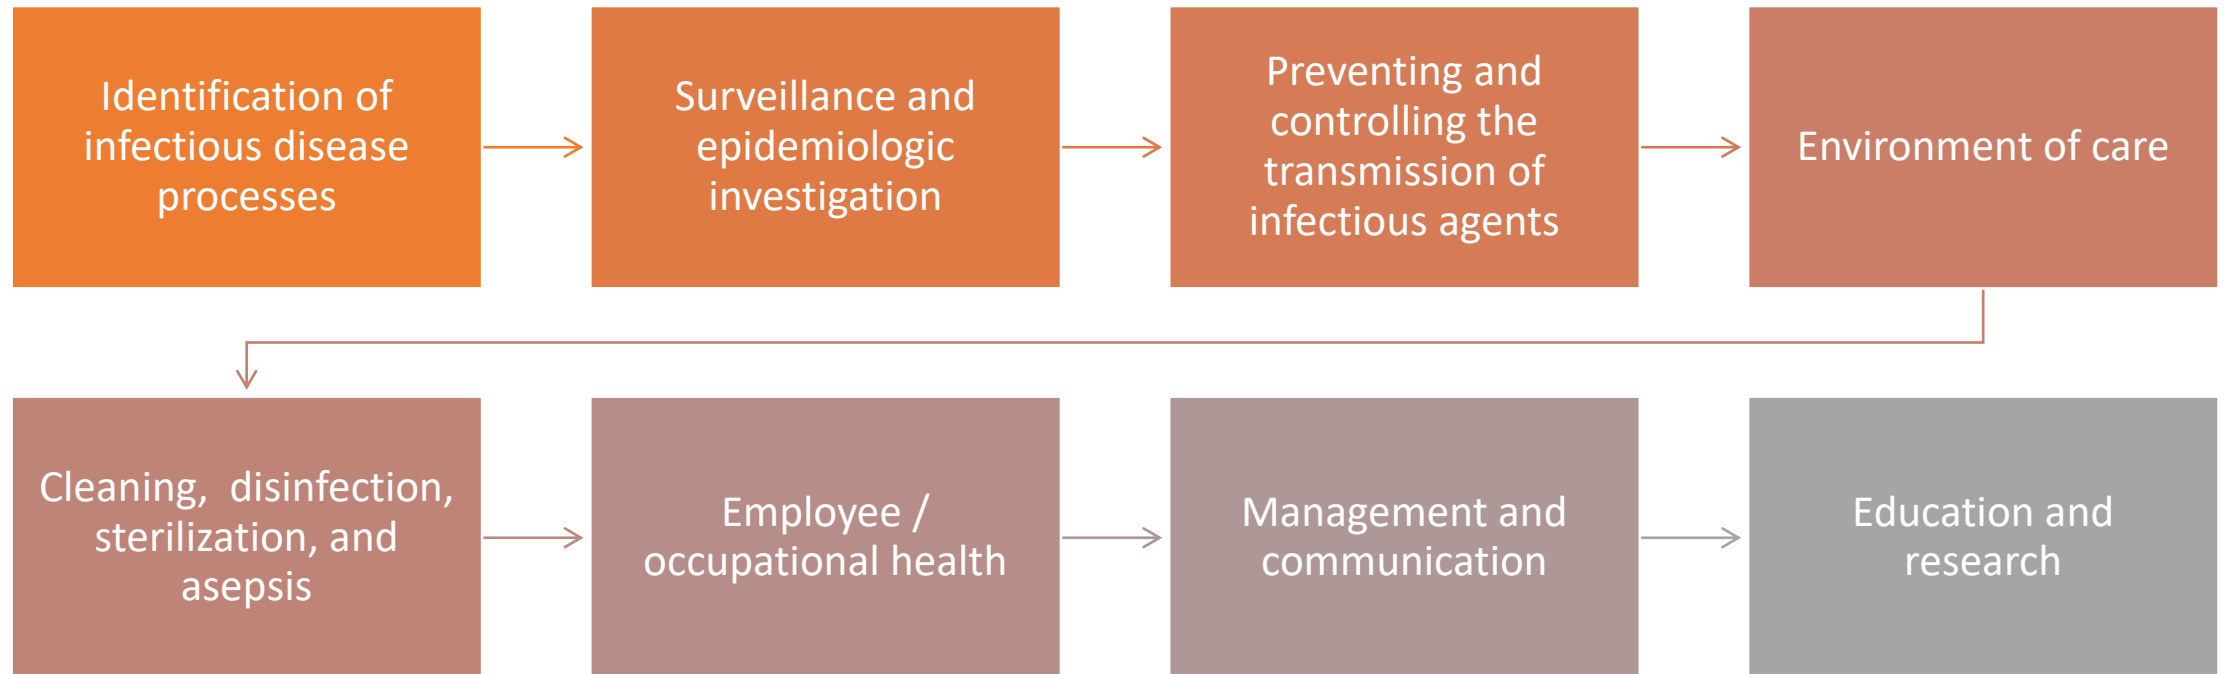 Identification of
infectious disease
processes
Surveillance and
epidemiologic
investigation
Preventing and
controlling the
transmission of
infectious agents
Environment of care
Cleaning,  disinfection,
sterilization, and
asepsis
Employee /
occupational health
Management and
communication
Education and
research